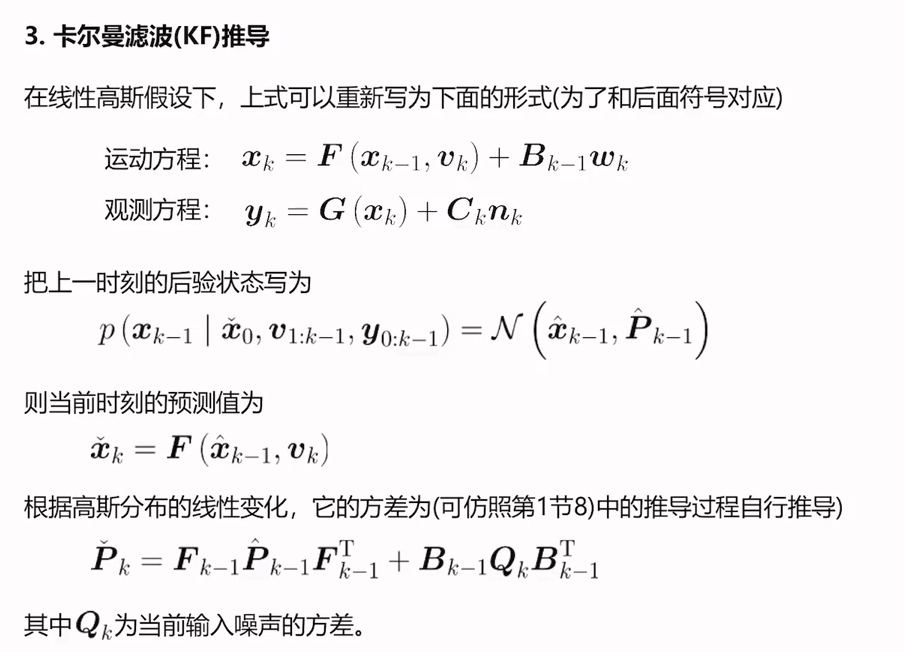 3. 卡尔曼滤波(KF)推导
在线性高斯假设下，上式可以重新写为下面的形式(为了和后面符号对应)
运动方程： $\boldsymbol{x}_k = \boldsymbol{F}\left(\boldsymbol{x}_{k-1}, \boldsymbol{v}_k\right) + \boldsymbol{B}_{k-1}\boldsymbol{w}_k$
观测方程： $\boldsymbol{y}_k = \boldsymbol{G}\left(\boldsymbol{x}_k\right) + \boldsymbol{C}_k\boldsymbol{n}_k$
把上一时刻的后验状态写为
$p\left(\boldsymbol{x}_{k-1} \mid \check{\boldsymbol{x}}_0, \boldsymbol{v}_{1:k-1}, \boldsymbol{y}_{0:k-1}\right) = \mathcal{N}\left(\hat{\boldsymbol{x}}_{k-1}, \hat{\boldsymbol{P}}_{k-1}\right)$
则当前时刻的预测值为
$\check{\boldsymbol{x}}_k = \boldsymbol{F}\left(\hat{\boldsymbol{x}}_{k-1}, \boldsymbol{v}_k\right)$
根据高斯分布的线性变化，它的方差为(可仿照第1节8)中的推导过程自行推导)
$\check{\boldsymbol{P}}_k = \boldsymbol{F}_{k-1}\hat{\boldsymbol{P}}_{k-1}\boldsymbol{F}_{k-1}^{\mathrm{T}} + \boldsymbol{B}_{k-1}\boldsymbol{Q}_k\boldsymbol{B}_{k-1}^{\mathrm{T}}$
其中$\boldsymbol{Q}_k$为当前输入噪声的方差。